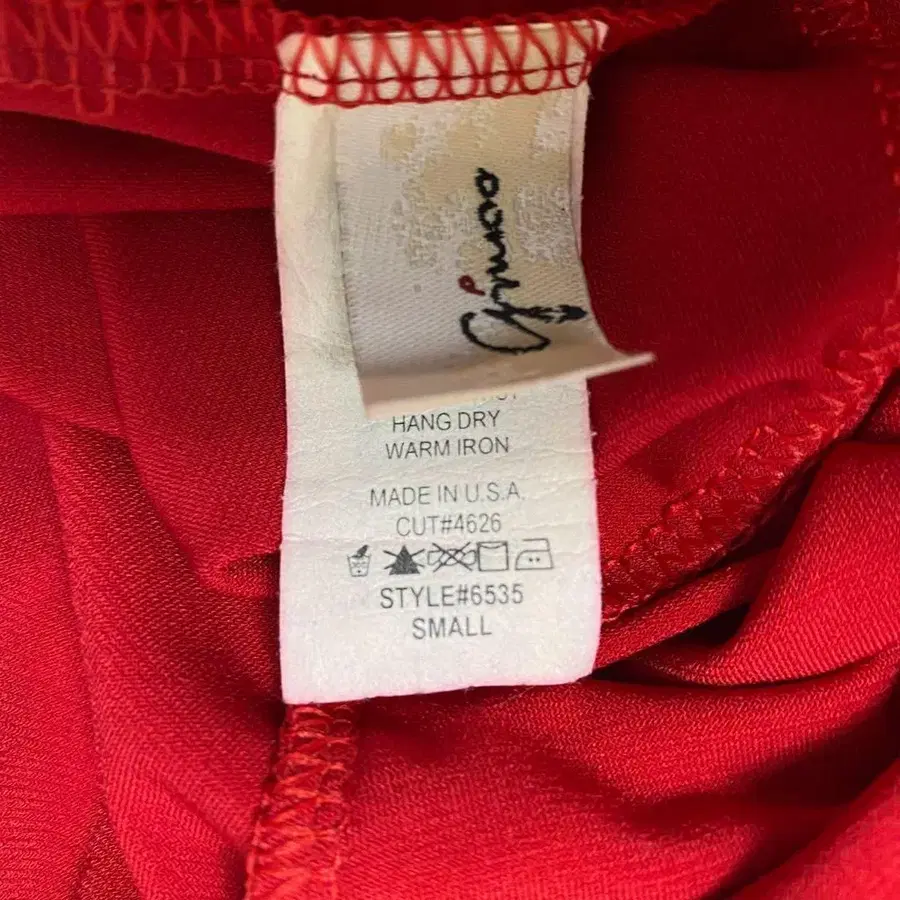 HANG DRY
WARM IRON
MADE IN U.S.A.
CUT#4626
STYLE#6535
SMALL